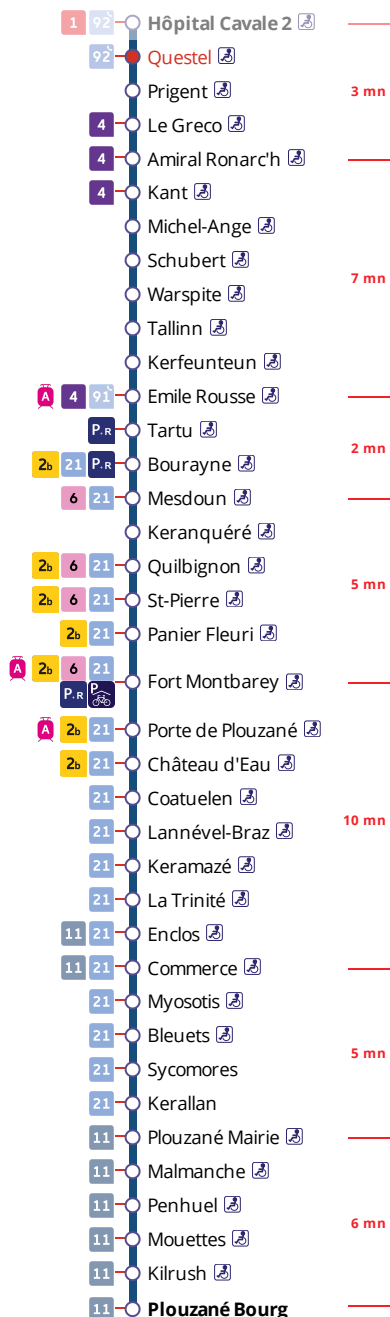 1 92 Hôpital Cavale 2
92 Questel
Prigent
3 mn
4 Le Greco
4 Amiral Ronarc'h
4 Kant
Michel-Ange
Schubert
7 mn
Warspite
Tallinn
Kerfeunteun
A 4 91 Emile Rousse
P.R Tartu
2 mn
2b 21 P.R Bourayne
6 21 Mesdoun
Keranquéré
2b 6 21 Quilbignon
5 mn
2b 6 21 St-Pierre
2b 21 Panier Fleuri
A 2b 6 21
P.R P Fort Montbarey
A 2b 21 Porte de Plouzané
2b 21 Château d'Eau
21 Coatuelen
10 mn
21 Lannével-Braz
21 Keramazé
21 La Trinité
11 21 Enclos
11 21 Commerce
21 Myosotis
21 Bleuets
5 mn
21 Sycomores
21 Kerallan
11 Plouzané Mairie
11 Malmanche
11 Penhuel
6 mn
11 Mouettes
11 Kilrush
11 Plouzané Bourg